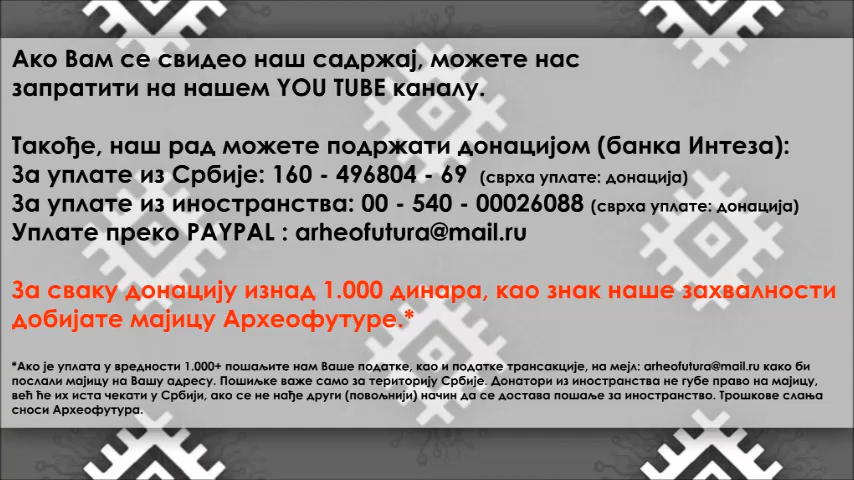 Ако Вам се свидео наш садржај, можете нас
запратити на нашем YOU TUBE каналу.
Такође, наш рад можете подржати донацијом (банка Интеза):
За уплате из Србије: 160 - 496804 - 69 (сврха уплате: донација)
За уплате из иностранства: 00 - 540 - 00026088 (сврха уплате: донација)
Уплате преко PAYPAL : arheofutura@mail.ru
За сваку донацију изнад 1.000 динара, као знак наше захвалности
добијате мајицу Археофутуре.*
*Ако је уплата у вредности 1.000+ пошаљите нам Ваше податке, као и податке трансакције, на мејл: arheofutura@mail.ru како би
послали мајицу на Вашу адресу. Пошиљке важе само за територију Србије. Донатори из иностранства не губе право на мајицу,
већ ће их иста чекати у Србији, ако се не нађе други (повољнији) начин да се достава пошаље за иностранство. Трошкове слања
сноси Археофутура.